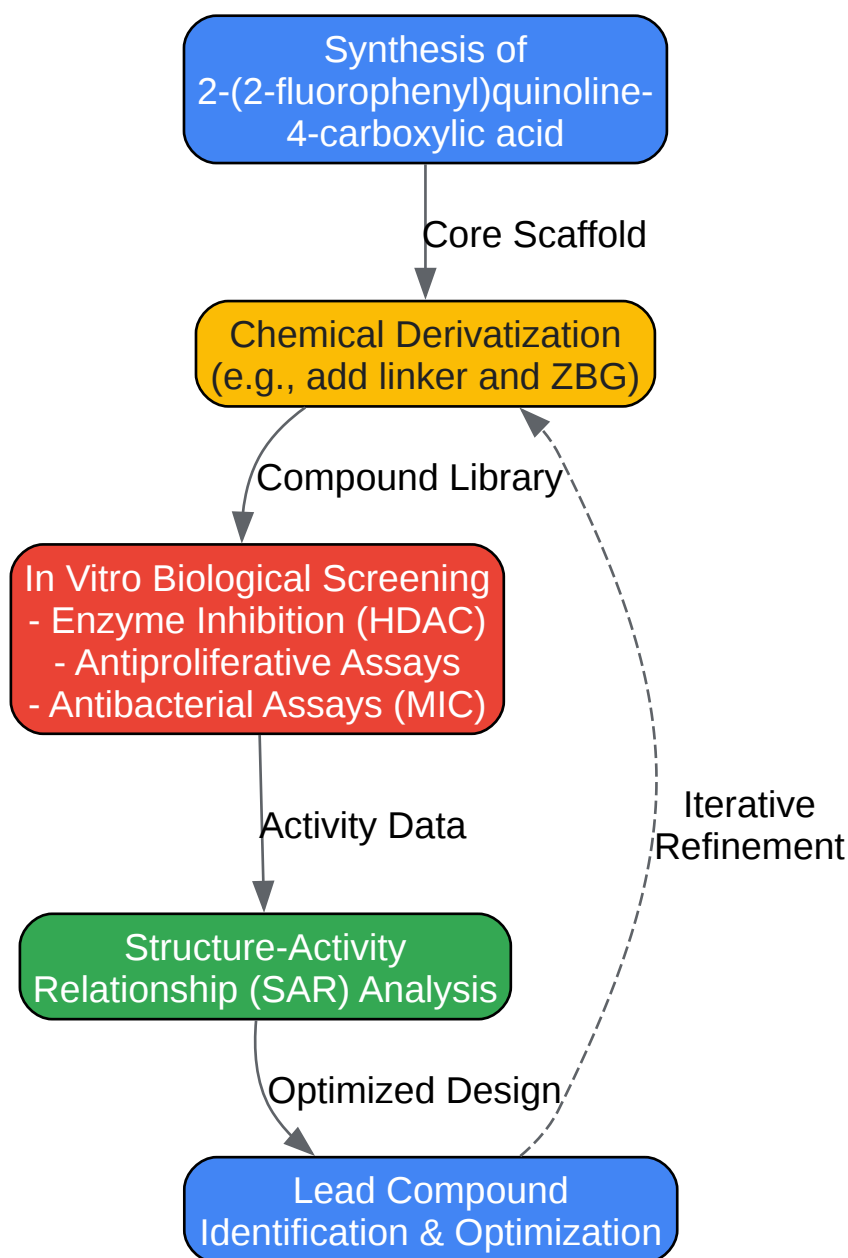 Synthesis of
2-(2-fluorophenyl)quinoline-
4-carboxylic acid
Core Scaffold
Chemical Derivatization
(e.g., add linker and ZBG)
Compound Library
In Vitro Biological Screening
- Enzyme Inhibition (HDAC)
- Antiproliferative Assays
- Antibacterial Assays (MIC)
Activity Data
Iterative
Refinement
Structure-Activity
Relationship (SAR) Analysis
Optimized Design
Lead Compound
Identification & Optimization